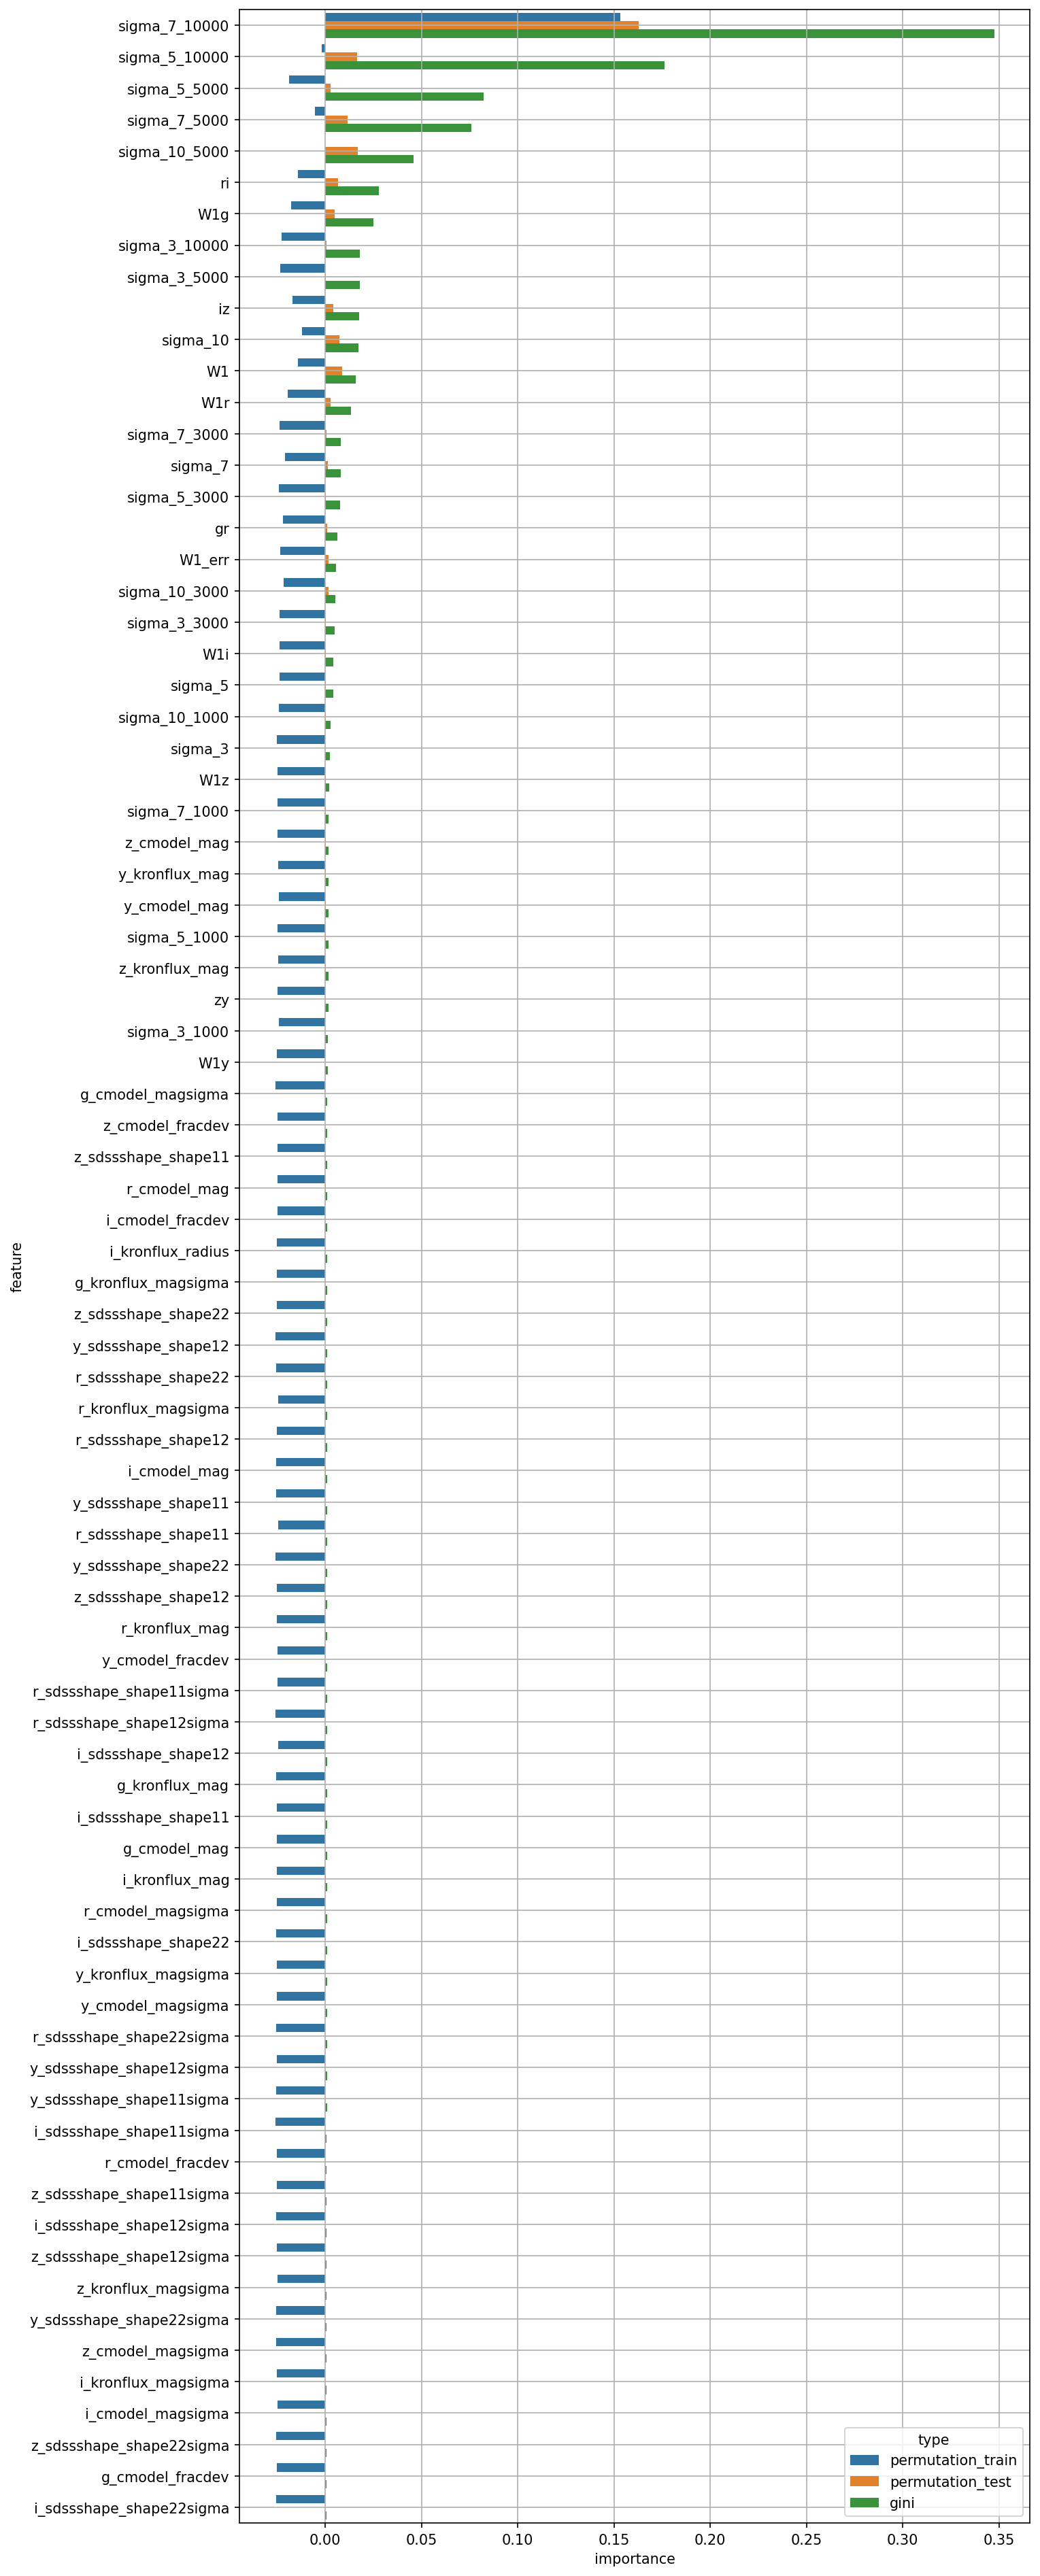 sigma_7_10000
sigma_5_10000
sigma_5_5000
sigma_7_5000
sigma_10_5000
ri
W1g
sigma_3_10000
sigma_3_5000
iz
sigma_10
W1
W1r
sigma_7_3000
sigma_7
sigma_5_3000
gr
W1_err
sigma_10_3000
sigma_3_3000
W1i
sigma_5
sigma_10_1000
sigma_3
W1z
sigma_7_1000
z_cmodel_mag
y_kronflux_mag
y_cmodel_mag
sigma_5_1000
z_kronflux_mag
zy
sigma_3_1000
W1y
g_cmodel_magsigma
z_cmodel_fracdev
z_sdssshape_shape11
r_cmodel_mag
i_cmodel_fracdev
i_kronflux_radius
g_kronflux_magsigma
z_sdssshape_shape22
y_sdssshape_shape12
r_sdssshape_shape22
r_kronflux_magsigma
r_sdssshape_shape12
i_cmodel_mag
y_sdssshape_shape11
r_sdssshape_shape11
y_sdssshape_shape22
z_sdssshape_shape12
r_kronflux_mag
y_cmodel_fracdev
r_sdssshape_shape11sigma
r_sdssshape_shape12sigma
i_sdssshape_shape12
g_kronflux_mag
i_sdssshape_shape11
g_cmodel_mag
i_kronflux_mag
r_cmodel_magsigma
i_sdssshape_shape22
y_kronflux_magsigma
y_cmodel_magsigma
r_sdssshape_shape22sigma
y_sdssshape_shape12sigma
y_sdssshape_shape11sigma
i_sdssshape_shape11sigma
r_cmodel_fracdev
z_sdssshape_shape11sigma
i_sdssshape_shape12sigma
z_sdssshape_shape12sigma
z_kronflux_magsigma
y_sdssshape_shape22sigma
z_cmodel_magsigma
i_kronflux_magsigma
i_cmodel_magsigma
z_sdssshape_shape22sigma
g_cmodel_fracdev
i_sdssshape_shape22sigma
feature
type
permutation_train
permutation_test
gini
0.00 0.05 0.10 0.15 0.20 0.25 0.30 0.35
importance